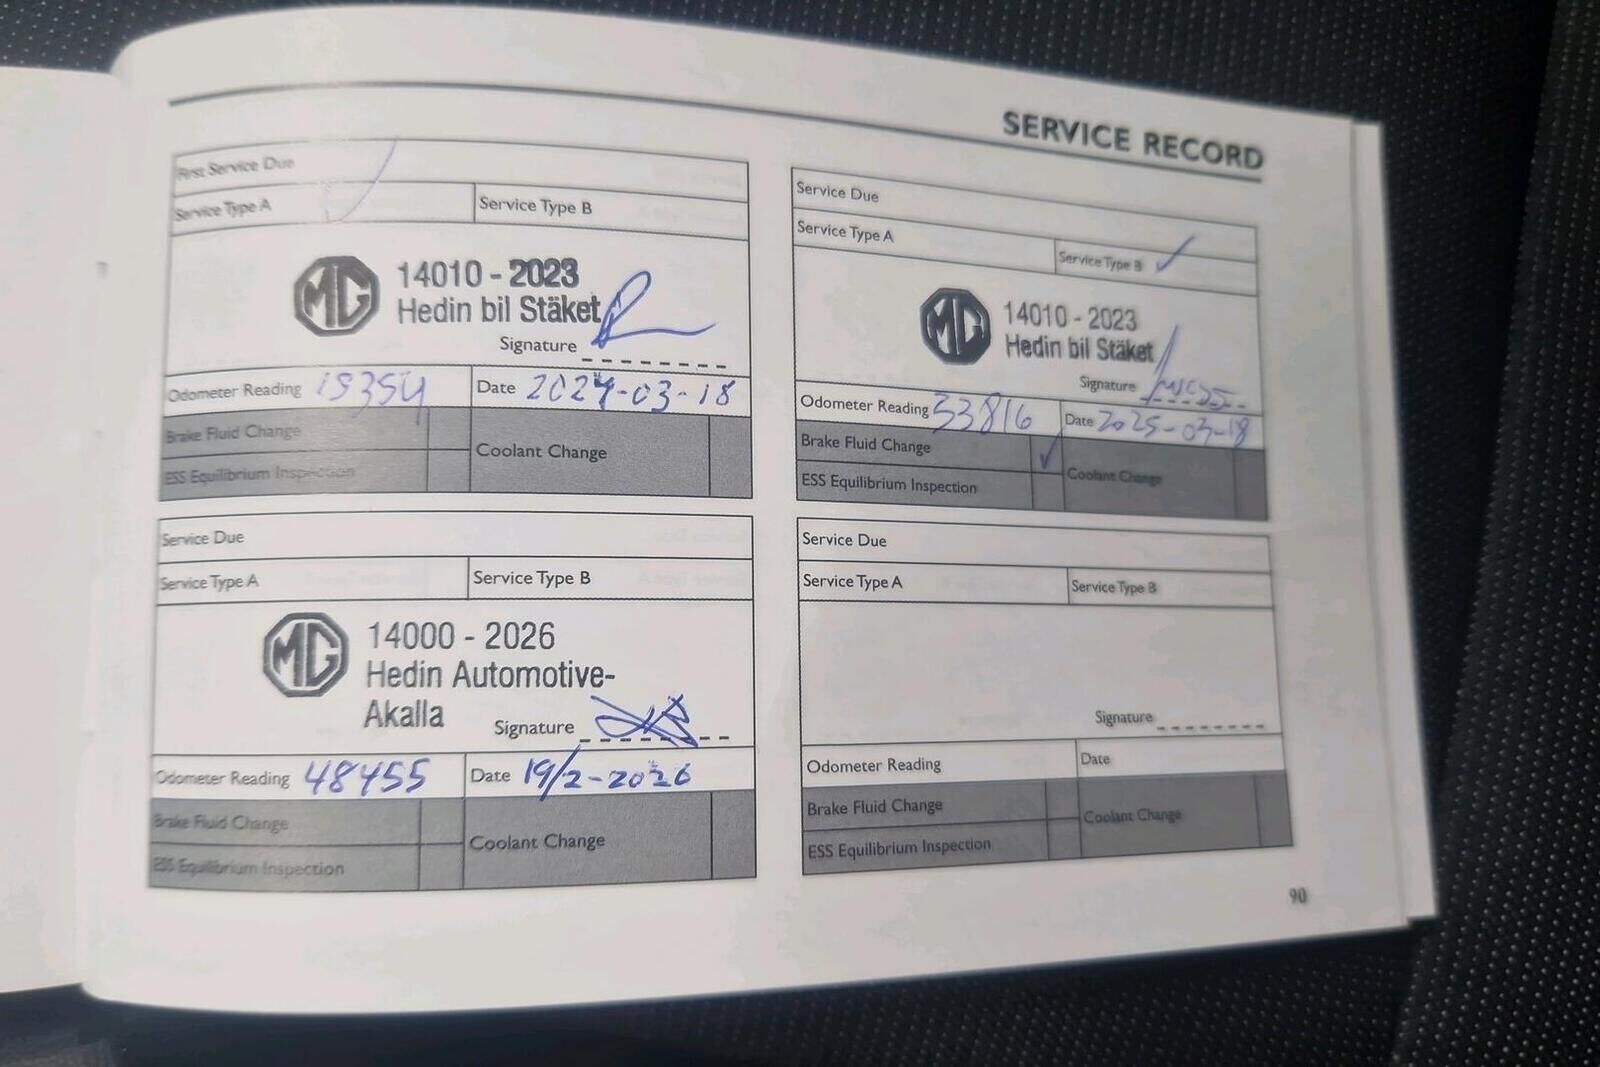 SERVICE RECORD
First Service Due
Service Type A
Service Type B
MG
14010 - 2023
Hedin bil Stäket
Signature
Odometer Reading 15354
Date 2024-03-18
Brake Fluid Change
ESS Equilibrium Inspection
Coolant Change
Service Due
Service Type A
Service Type B
MG
14010 - 2023
Hedin bil Stäket
Signature
Odometer Reading 33816
Date 2025-03-18
Brake Fluid Change
ESS Equilibrium Inspection
Coolant Change
Service Due
Service Type A
Service Type B
MG
14000 - 2026
Hedin Automotive-
Akalla
Signature
Odometer Reading 48455
Date 19/2-2026
Brake Fluid Change
ESS Equilibrium Inspection
Coolant Change
Service Due
Service Type A
Service Type B
Signature
Odometer Reading
Date
Brake Fluid Change
ESS Equilibrium Inspection
Coolant Change
90